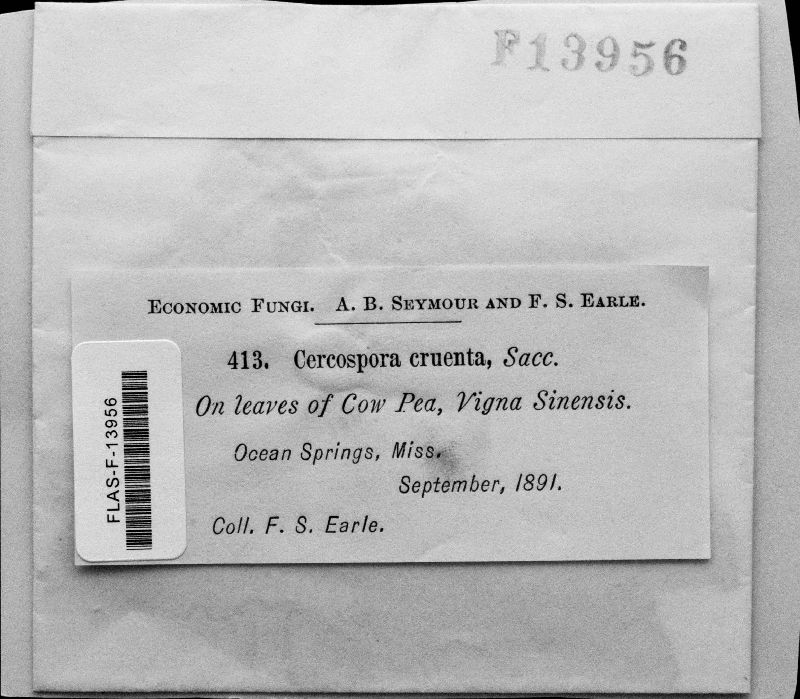 F13956
ECONOMIC FUNGI. A. B. SEYMOUR AND F. S. EARLE.
413. Cercospora cruenta, Sacc.
On leaves of Cow Pea, Vigna Sinensis.
Ocean Springs, Miss.
September, 1891.
Coll. F. S. Earle.
FLAS-F-13956